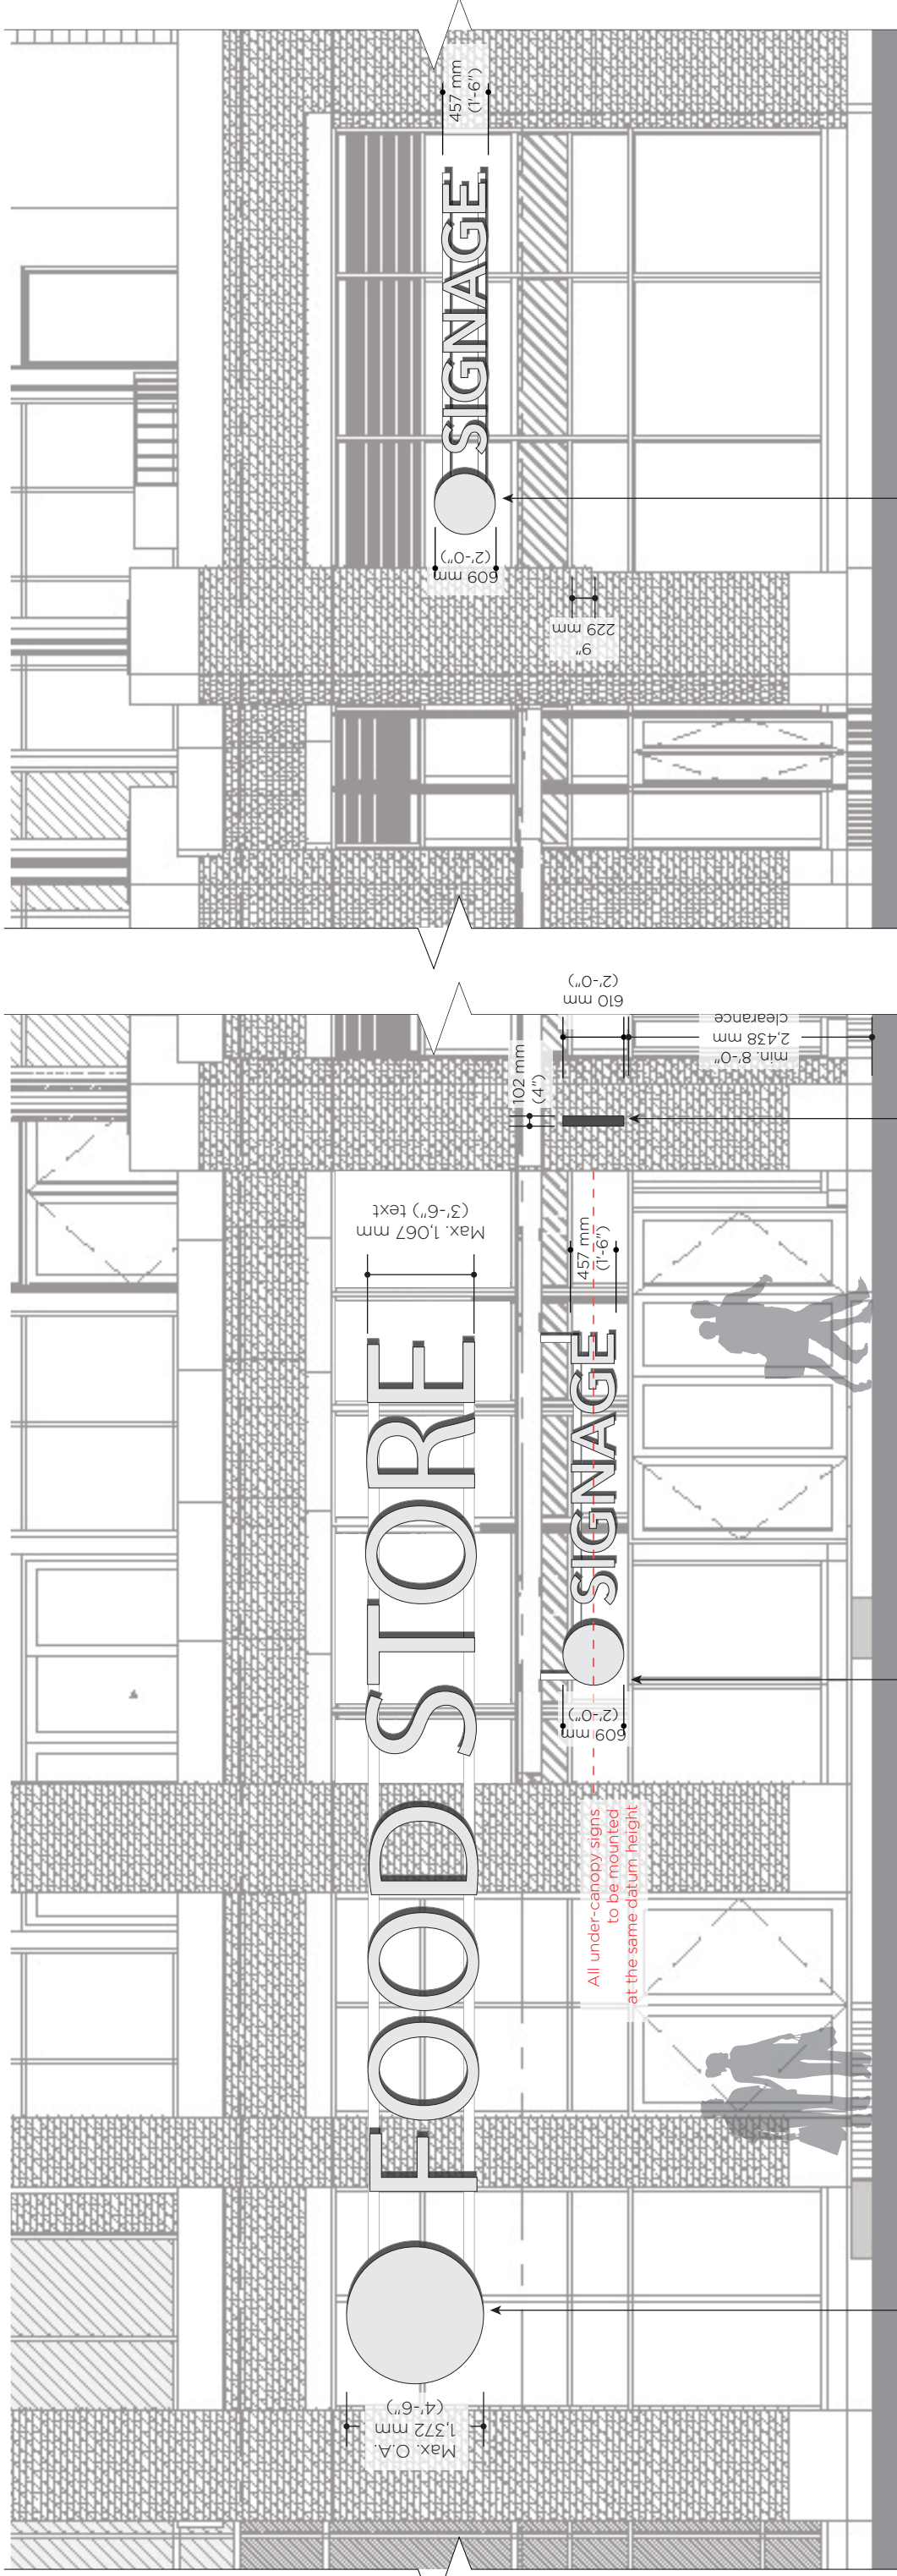 Max. O.A.
1,372 mm
(4'-6")
FOOD STORE
Max. 1,067 mm
(3'-6") text
All under-canopy signs
to be mounted
at the same datum height
609 mm
(2'-0")
SIGNAGE
457 mm
(1'-6")
102 mm
(4")
610 mm
(2'-0")
min. 8'-0"
2,438 mm
clearance
9"
229 mm
609 mm
(2'-0")
SIGNAGE
457 mm
(1'-6")